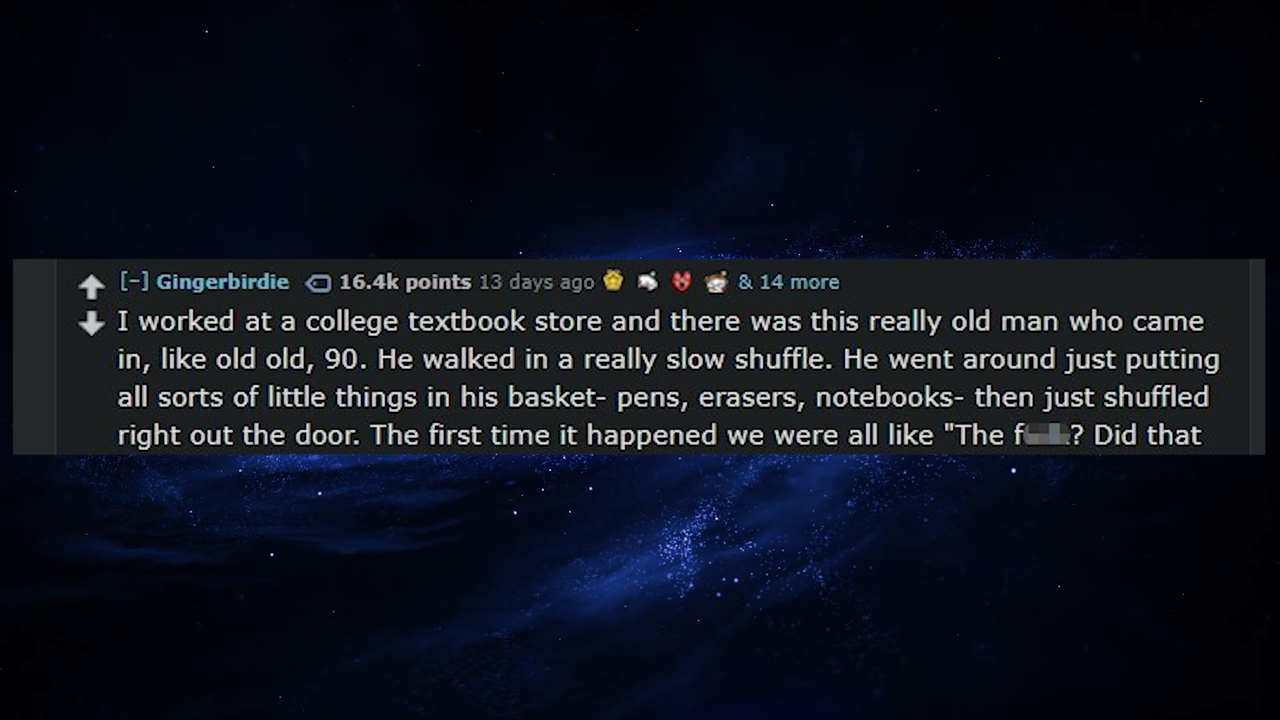 [-] Gingerbirdie 16.4k points 13 days ago & 14 more
I worked at a college textbook store and there was this really old man who came
in, like old old, 90. He walked in a really slow shuffle. He went around just putting
all sorts of little things in his basket- pens, erasers, notebooks- then just shuffled
right out the door. The first time it happened we were all like "The f? Did that